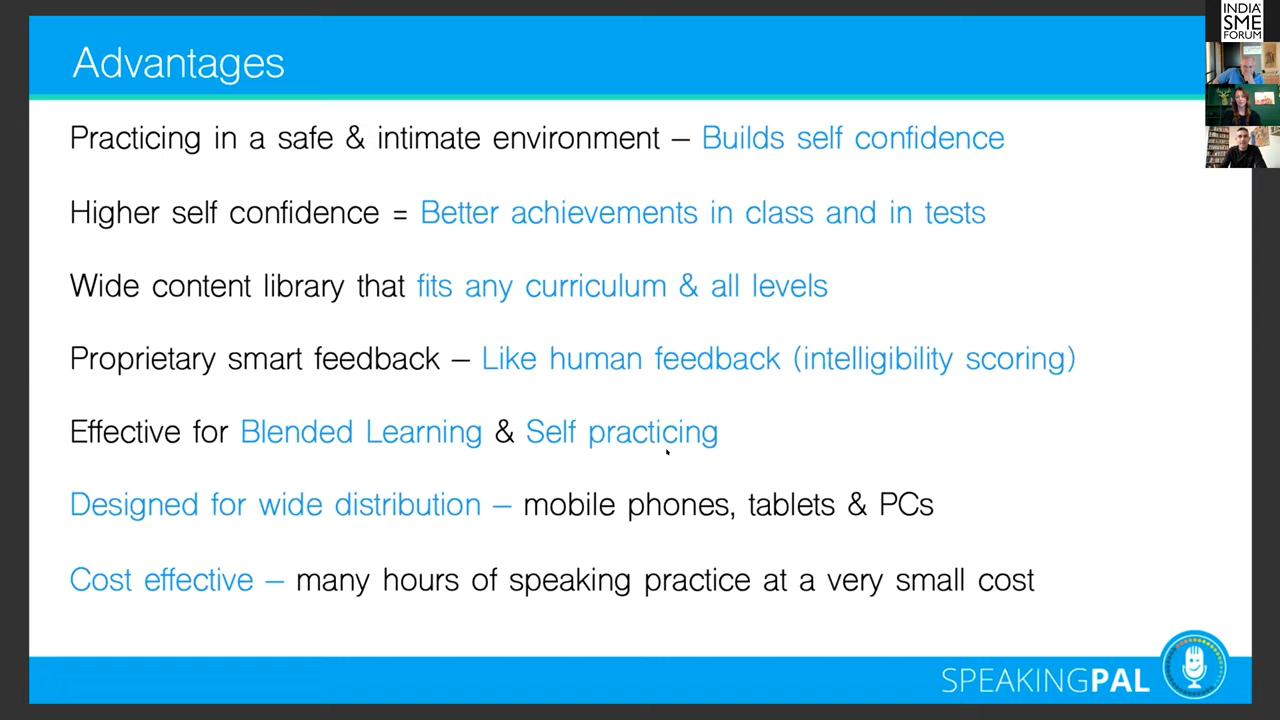 Advantages
INDIA
SME
FORUM
Practicing in a safe & intimate environment – Builds self confidence
Higher self confidence = Better achievements in class and in tests
Wide content library that fits any curriculum & all levels
Proprietary smart feedback – Like human feedback (intelligibility scoring)
Effective for Blended Learning & Self practicing
Designed for wide distribution – mobile phones, tablets & PCs
Cost effective – many hours of speaking practice at a very small cost
SPEAKINGPAL